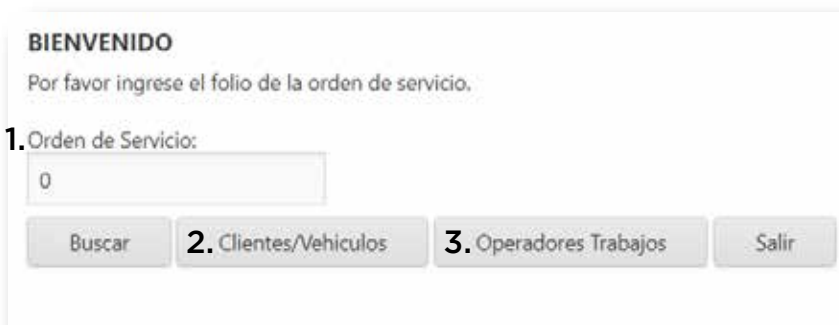 BIENVENIDO
Por favor ingrese el folio de la orden de servicio.
1. Orden de Servicio:
0
Buscar 2. Clientes/Vehiculos 3. Operadores Trabajos Salir